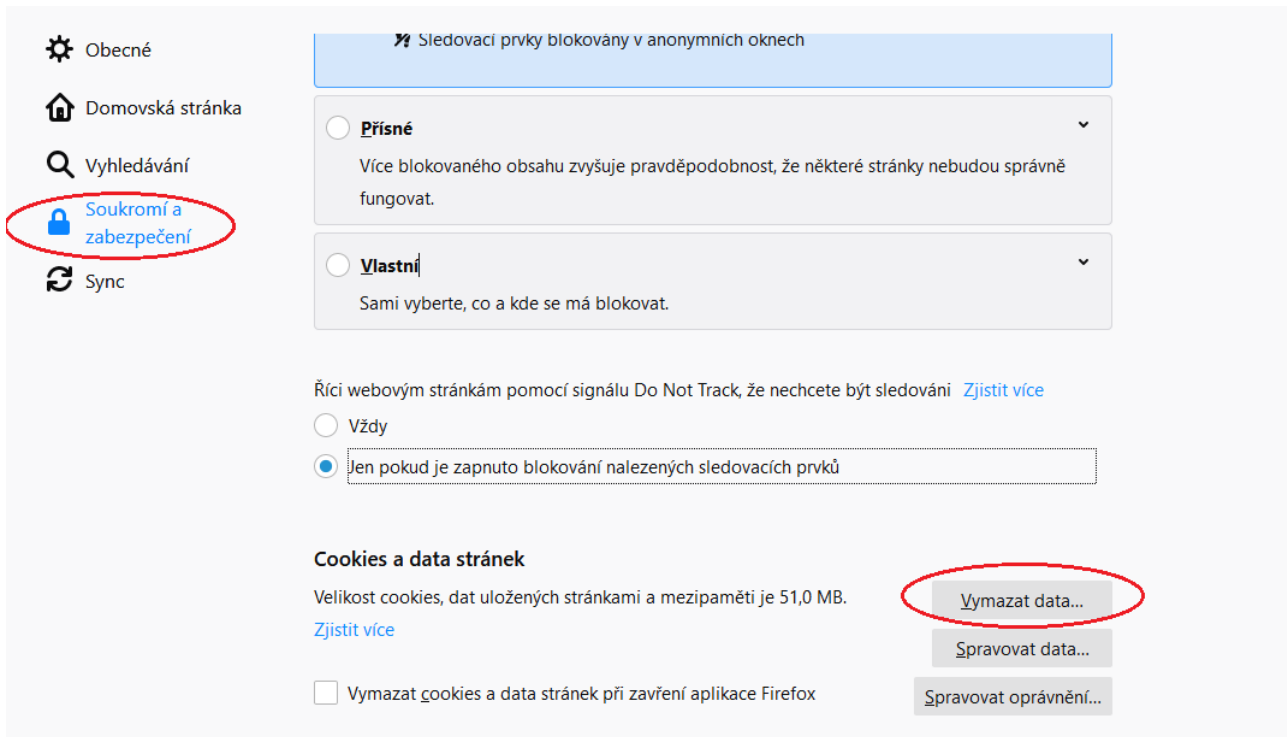 Obecné
Domovská stránka
Vyhledávání
Soukromí a
zabezpečení
Sync
Sledovací prvky blokovány v anonymních oknech
Přísné
Více blokovaného obsahu zvyšuje pravděpodobnost, že některé stránky nebudou správně
fungovat.
Vlastní
Sami vyberte, co a kde se má blokovat.
Říci webovým stránkám pomocí signálu Do Not Track, že nechcete být sledováni Zjistit více
Vždy
Jen pokud je zapnuto blokování nalezených sledovacích prvků
Cookies a data stránek
Velikost cookies, dat uložených stránkami a mezipaměti je 51,0 MB.
Zjistit více
Vymazat data...
Spravovat data...
Vymazat cookies a data stránek při zavření aplikace Firefox
Spravovat oprávnění...